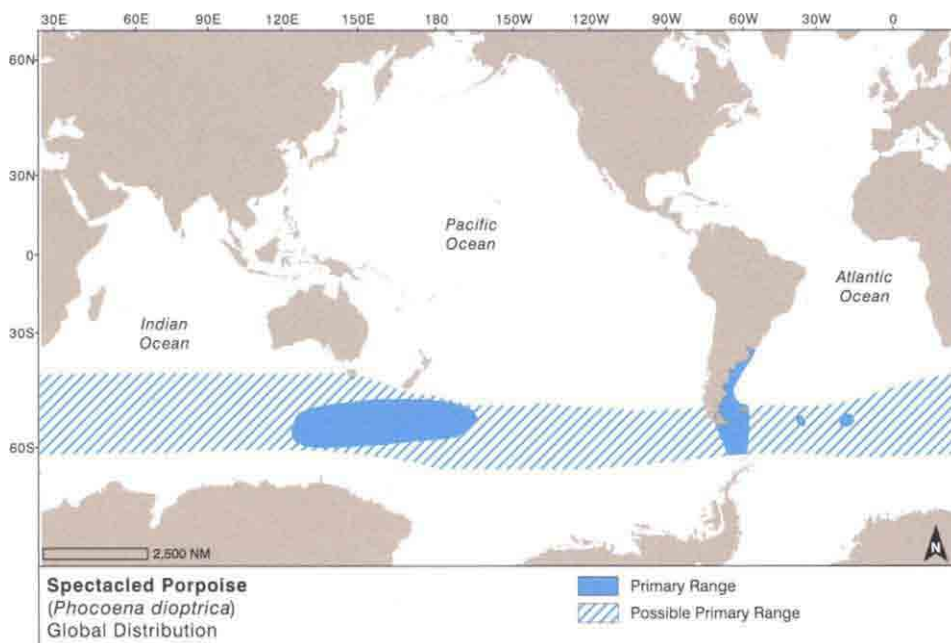 30E 60E 90E 120E 150E 180 150W 120W 90W 60W 30W 0
60N
30N
0
30S
60S
Pacific
Ocean
Atlantic
Ocean
Indian
Ocean
2,500 NM
N
Spectacled Porpoise
(Phocoena dioptrica)
Global Distribution
Primary Range
Possible Primary Range